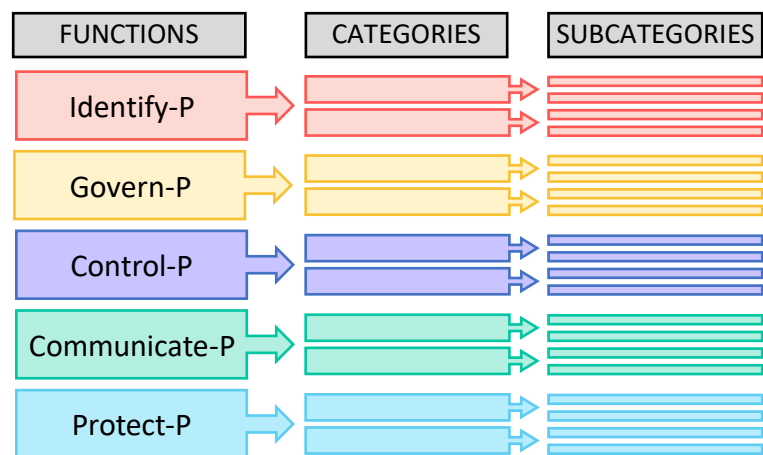 FUNCTIONS
CATEGORIES
SUBCATEGORIES
Identify-P
Govern-P
Control-P
Communicate-P
Protect-P